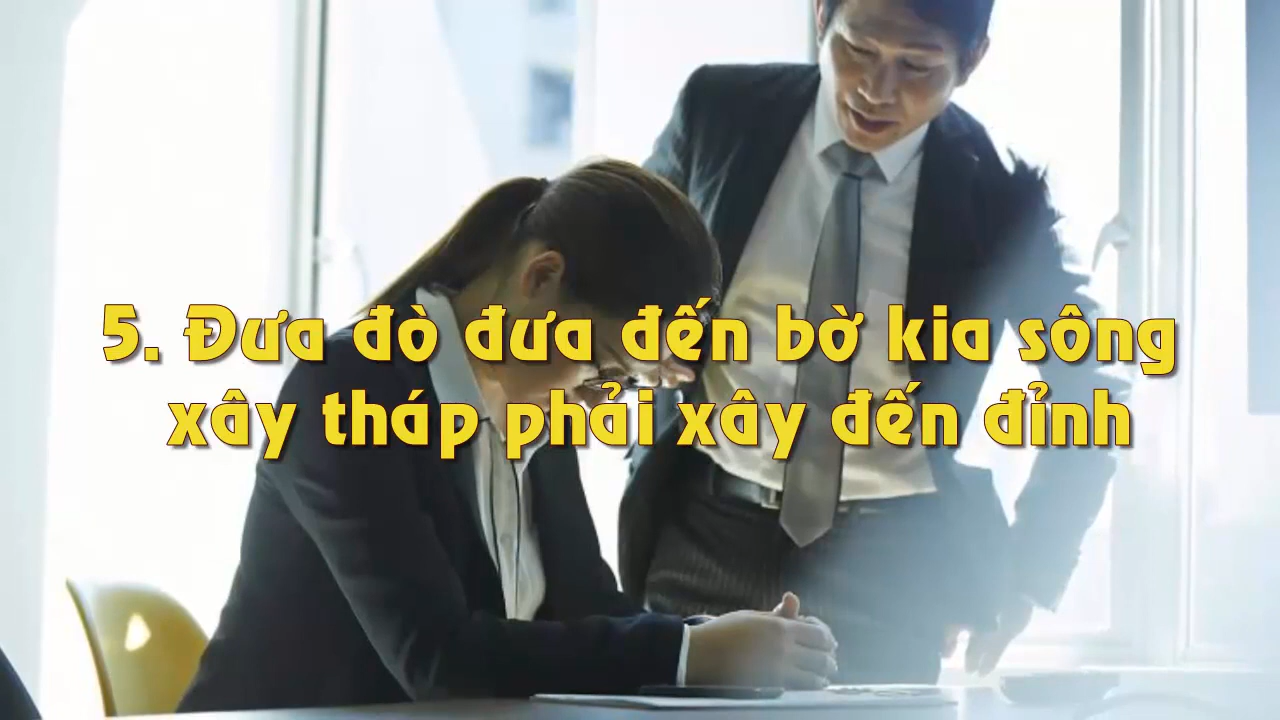 5. Đưa đò đưa đến bờ kia sông
xây tháp phải xây đến đỉnh